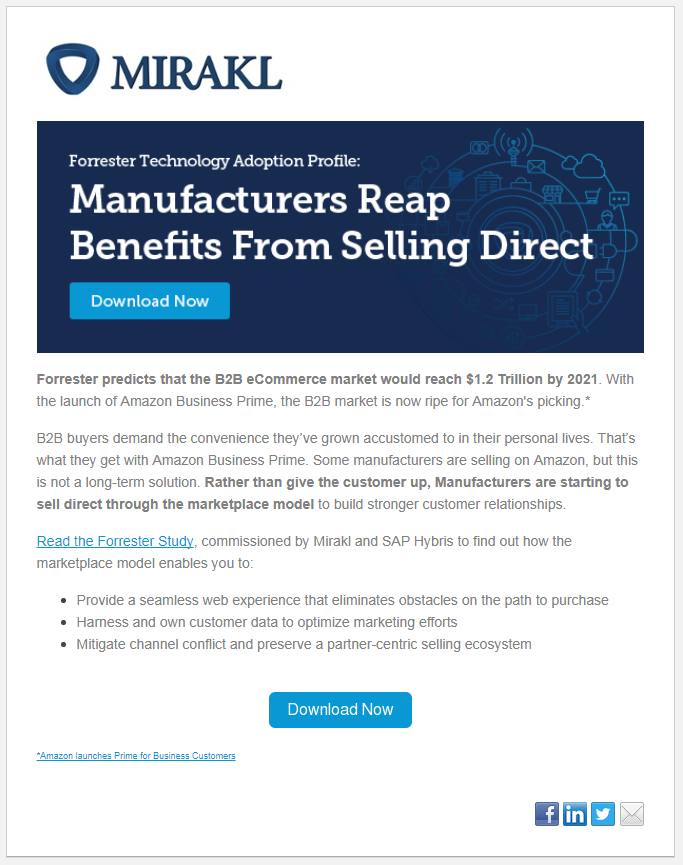 MIRAKL
Forrester Technology Adoption Profile:
Manufacturers Reap
Benefits From Selling Direct
Download Now
Forrester predicts that the B2B eCommerce market would reach $1.2 Trillion by 2021. With
the launch of Amazon Business Prime, the B2B market is now ripe for Amazon's picking.*
B2B buyers demand the convenience they’ve grown accustomed to in their personal lives. That’s
what they get with Amazon Business Prime. Some manufacturers are selling on Amazon, but this
is not a long-term solution. Rather than give the customer up, Manufacturers are starting to
sell direct through the marketplace model to build stronger customer relationships.
Read the Forrester Study, commissioned by Mirakl and SAP Hybris to find out how the
marketplace model enables you to:
• Provide a seamless web experience that eliminates obstacles on the path to purchase
• Harness and own customer data to optimize marketing efforts
• Mitigate channel conflict and preserve a partner-centric selling ecosystem
Download Now
*Amazon launches Prime for Business Customers
f in